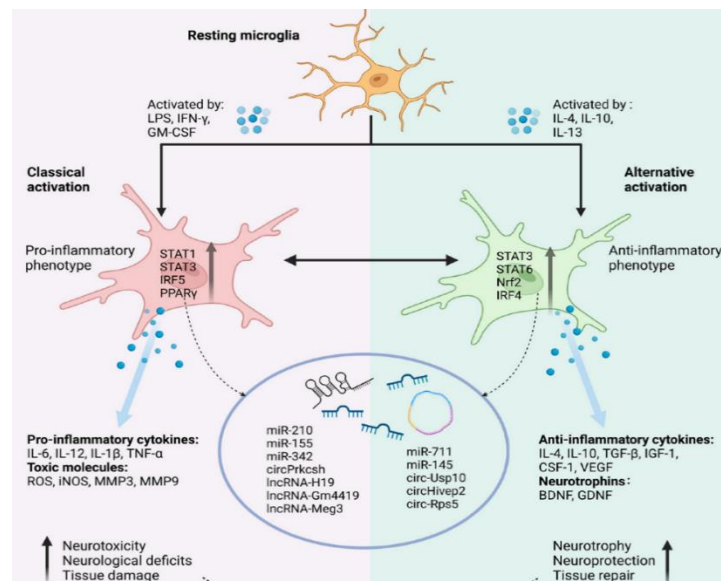 Resting microglia
Activated by:
LPS, IFN-γ,
GM-CSF
Activated by :
IL-4, IL-10,
IL-13
Classical
activation
Alternative
activation
Pro-inflammatory
phenotype
STAT1
STAT3
IRF5
PPARγ
STAT3
STAT6
Nrf2
IRF4
Anti-inflammatory
phenotype
miR-210
miR-155
miR-342
circPrkcsh
lncRNA-H19
lncRNA-Gm4419
lncRNA-Meg3
miR-711
miR-145
circ-Usp10
circHivep2
circ-Rps5
Pro-inflammatory cytokines:
IL-6, IL-12, IL-1β, TNF-α
Toxic molecules:
ROS, iNOS, MMP3, MMP9
Anti-inflammatory cytokines:
IL-4, IL-10, TGF-β, IGF-1,
CSF-1, VEGF
Neurotrophins:
BDNF, GDNF
Neurotoxicity
Neurological deficits
Tissue damage
Neurotrophy
Neuroprotection
Tissue repair